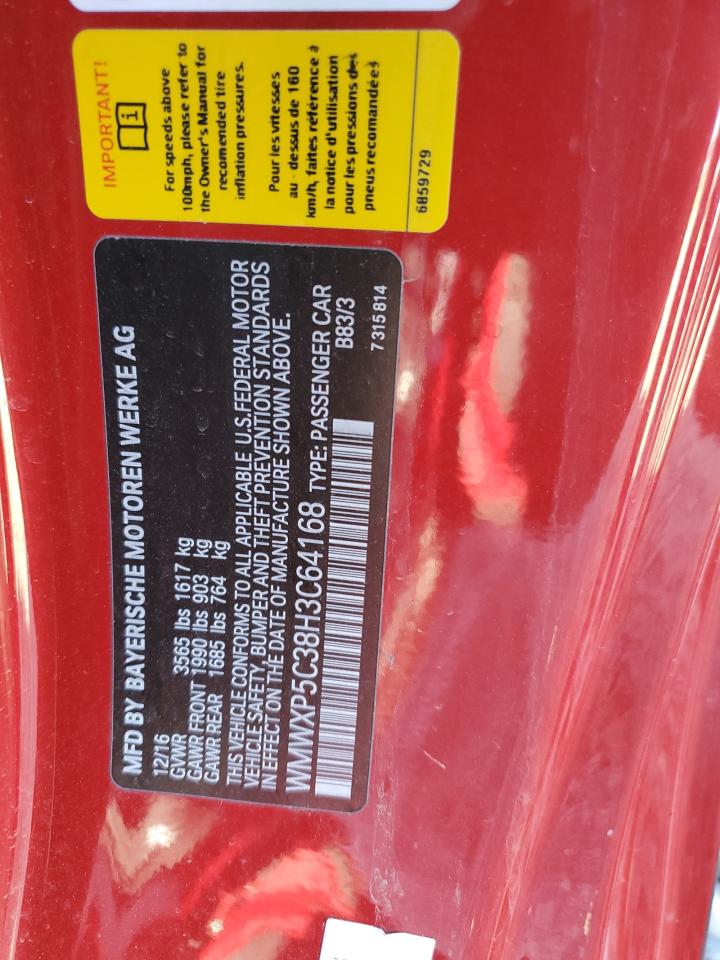 IMPORTANT!
For speeds above
100mph, please refer to
the Owner's Manual for
recomended tire
inflation pressures.
Pour les vitesses
au - dessus de 160
km/h, faites référence à
la notice d'utilisation
pour les pressions des
pneus recomandées
6859729
MFD BY BAYERISCHE MOTOREN WERKE AG
12/16
GVWR 3565 lbs 1617 kg
GAWR FRONT 1990 lbs 903 kg
GAWR REAR 1685 lbs 764 kg
THIS VEHICLE CONFORMS TO ALL APPLICABLE U.S.FEDERAL MOTOR
VEHICLE SAFETY, BUMPER AND THEFT PREVENTION STANDARDS
IN EFFECT ON THE DATE OF MANUFACTURE SHOWN ABOVE.
WMWXP5C38H3C64168 TYPE: PASSENGER CAR
B83/3
7 315 814